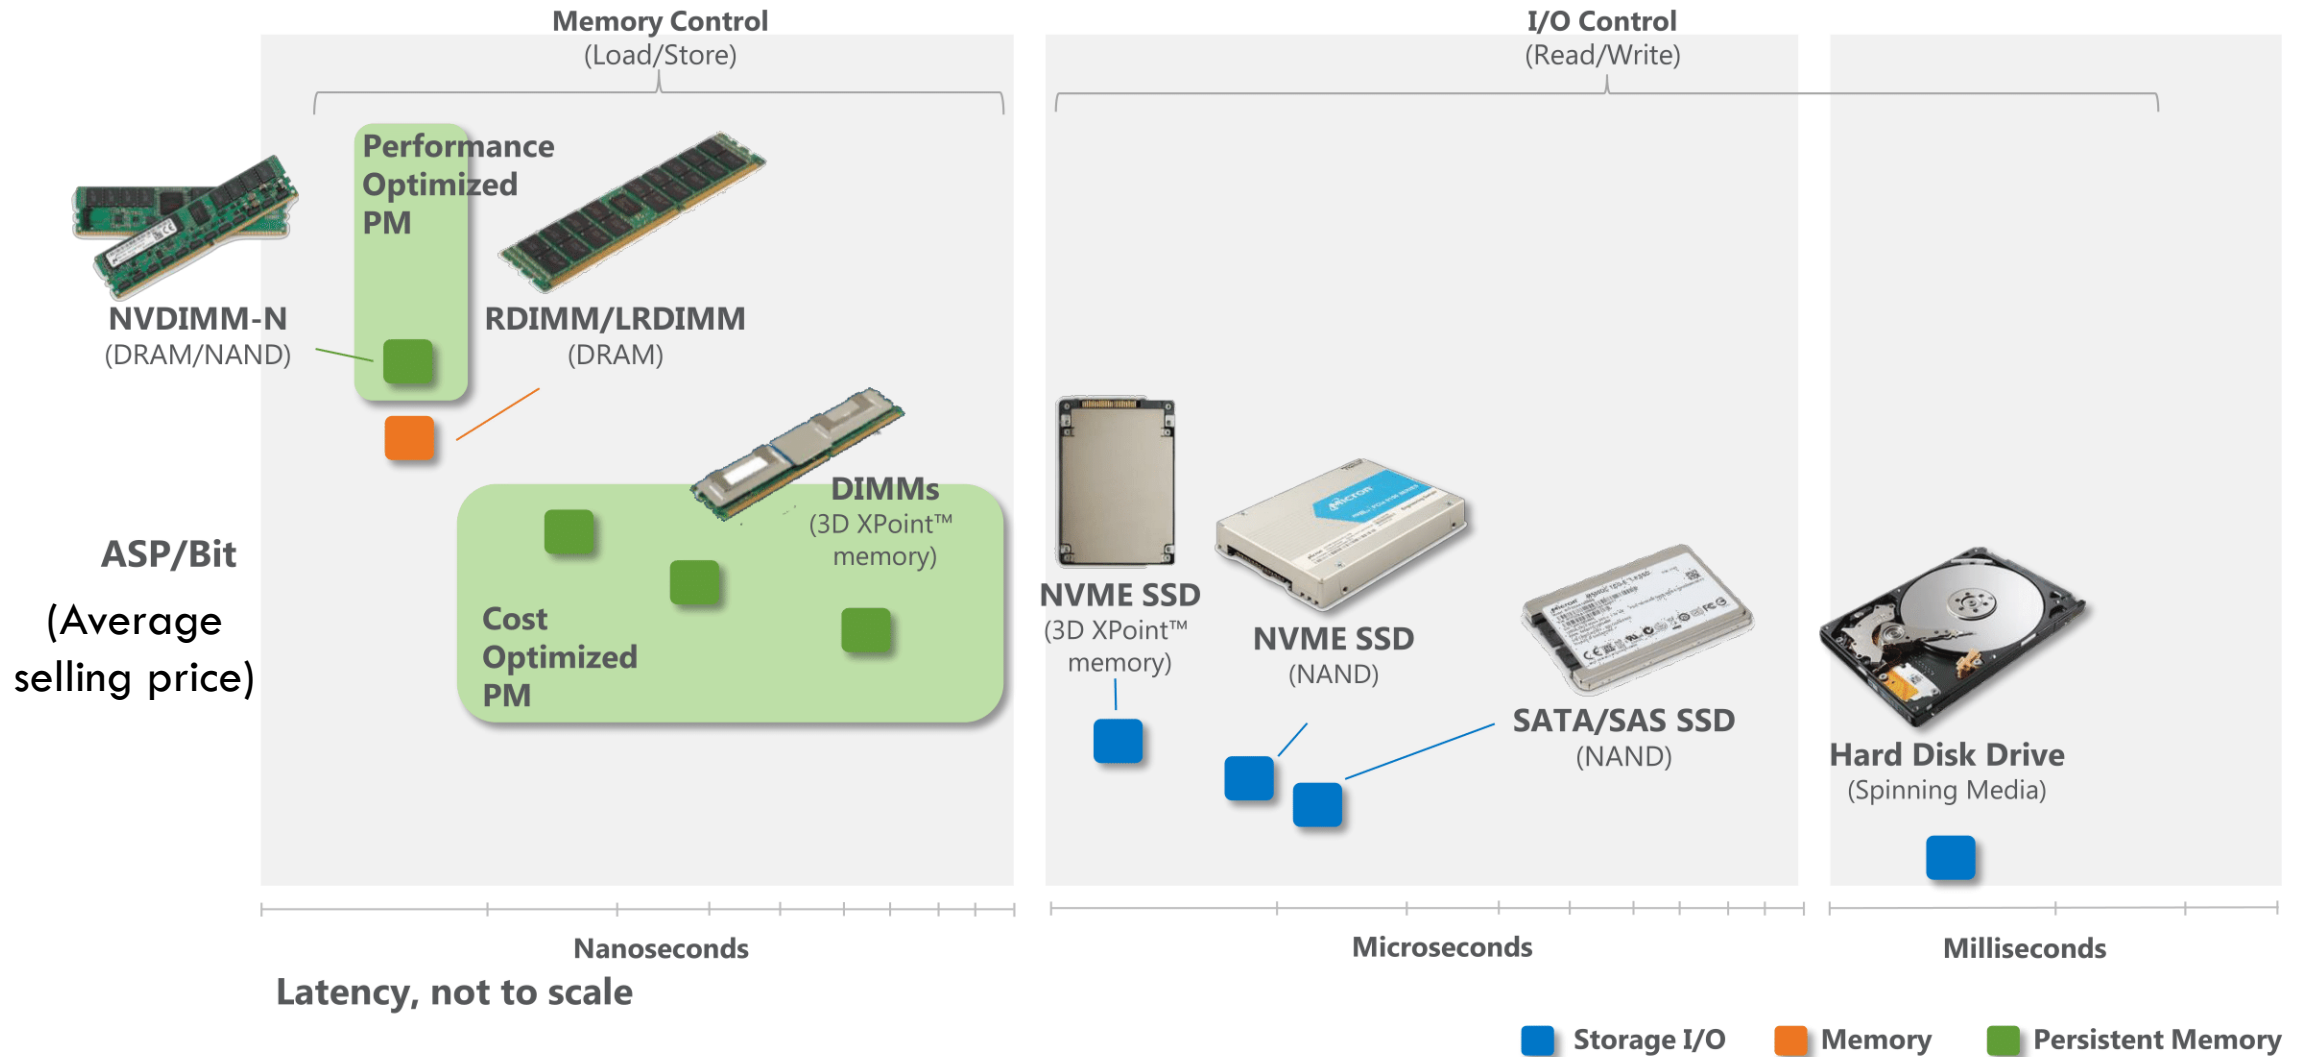 Memory Control
(Load/Store)
I/O Control
(Read/Write)
Performance
Optimized
PM
NVDIMM-N
(DRAM/NAND)
RDIMM/LRDIMM
(DRAM)
DIMMs
(3D XPoint™
memory)
Cost
Optimized
PM
ASP/Bit
(Average
selling price)
NVME SSD
(3D XPoint™
memory)
Micron
NVME SSD
(NAND)
SATA/SAS SSD
(NAND)
Hard Disk Drive
(Spinning Media)
Nanoseconds
Microseconds
Milliseconds
Latency, not to scale
Storage I/O
Memory
Persistent Memory